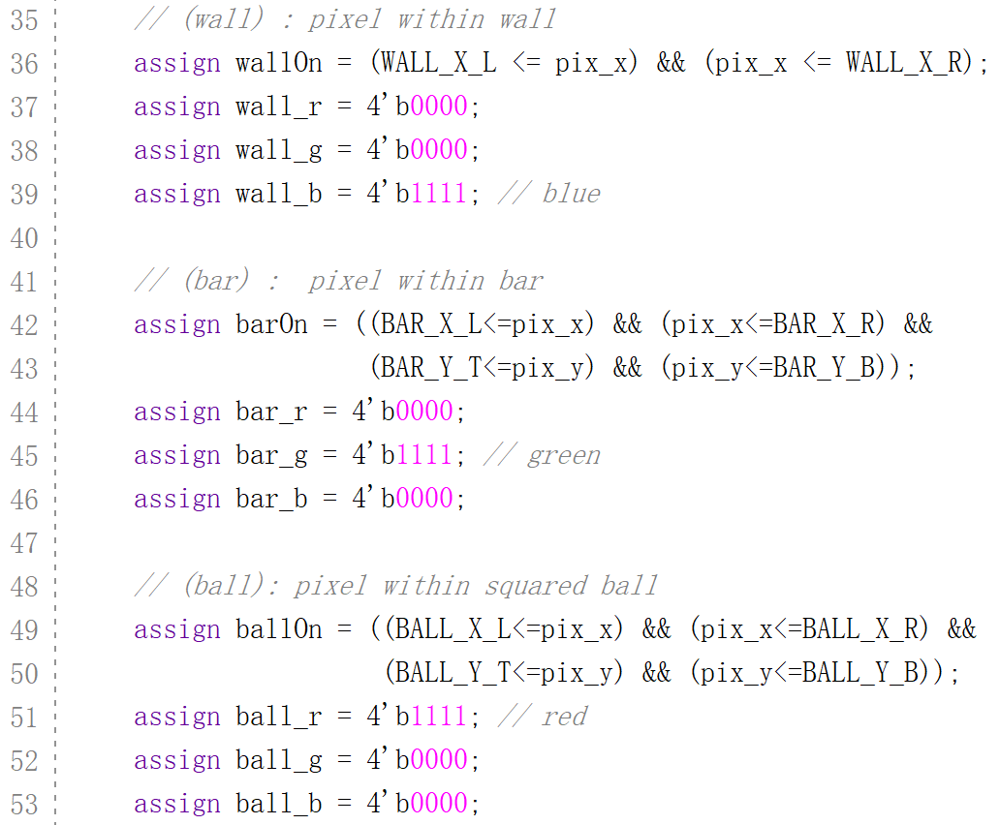 35 // (wall) : pixel within wall
36 assign wallOn = (WALL_X_L <= pix_x) && (pix_x <= WALL_X_R);
37 assign wall_r = 4'b0000;
38 assign wall_g = 4'b0000;
39 assign wall_b = 4'b1111; // blue
40
41 // (bar) :  pixel within bar
42 assign barOn = ((BAR_X_L<=pix_x) && (pix_x<=BAR_X_R) &&
43 (BAR_Y_T<=pix_y) && (pix_y<=BAR_Y_B));
44 assign bar_r = 4'b0000;
45 assign bar_g = 4'b1111; // green
46 assign bar_b = 4'b0000;
47
48 // (ball): pixel within squared ball
49 assign ballOn = ((BALL_X_L<=pix_x) && (pix_x<=BALL_X_R) &&
50 (BALL_Y_T<=pix_y) && (pix_y<=BALL_Y_B));
51 assign ball_r = 4'b1111; // red
52 assign ball_g = 4'b0000;
53 assign ball_b = 4'b0000;